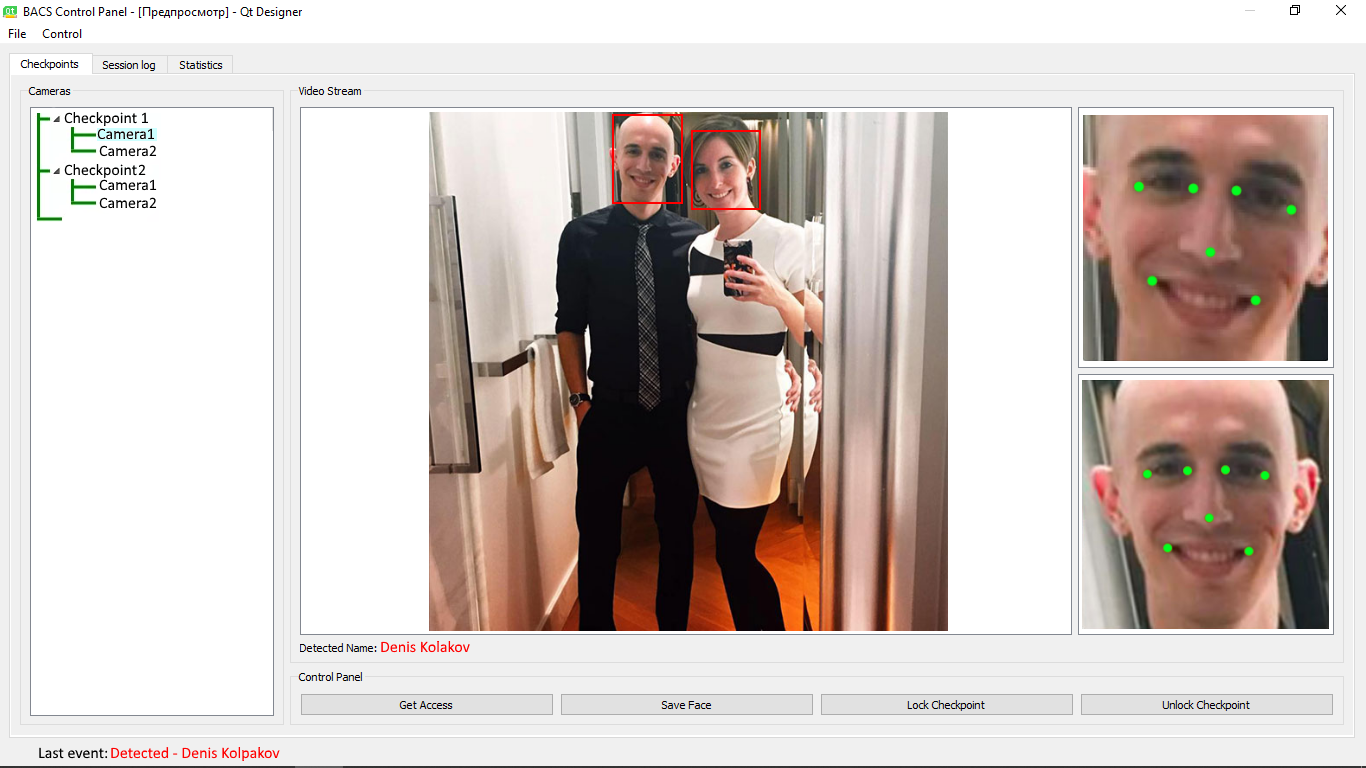 BACS Control Panel - [Предпросмотр] - Qt Designer
File Control
Checkpoints Session log Statistics
Cameras
Checkpoint 1
Camera1
Camera2
Checkpoint2
Camera1
Camera2
Video Stream
Detected Name: Denis Kolakov
Control Panel
Get Access Save Face Lock Checkpoint Unlock Checkpoint
Last event: Detected - Denis Kolpakov